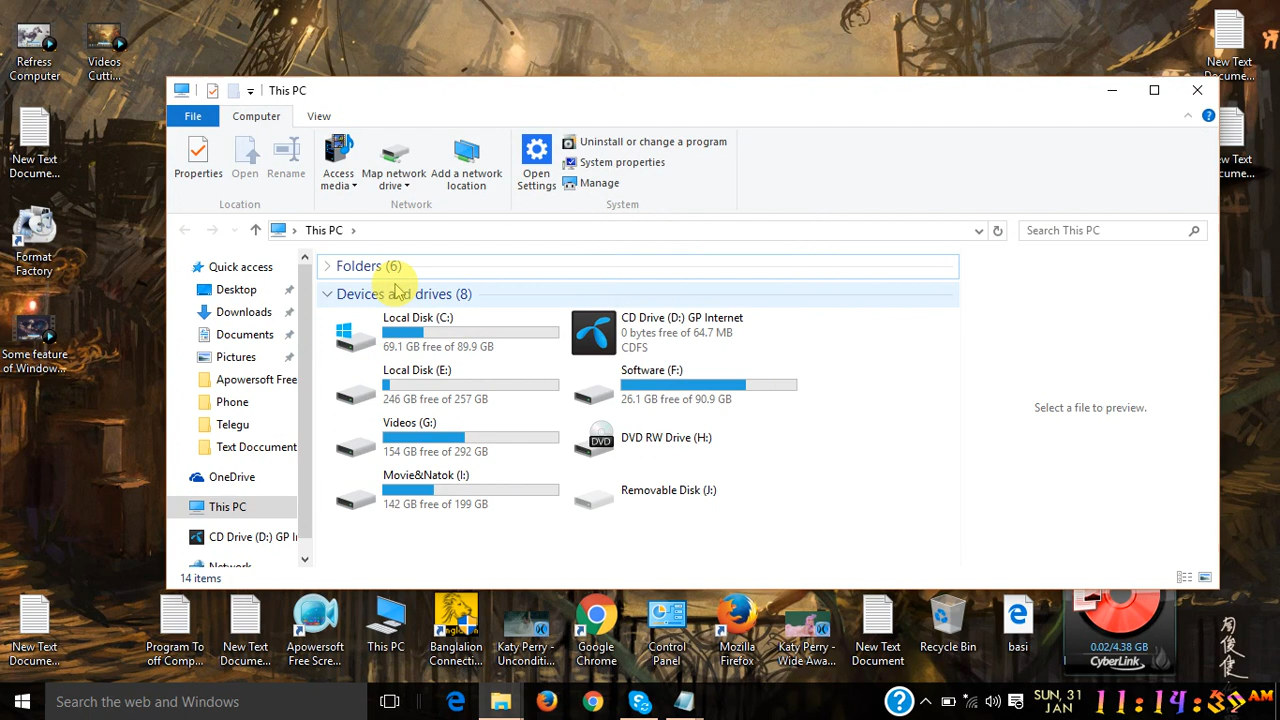 Refress
Computer
Videos
Cutti...
New Text
Docume...
Format
Factory
Some feature
of Window...
New Text
Docume...
New Text
Docume...
This PC
File
Computer
View
Properties
Open
Rename
Access
media
Map network
drive
Add a network
location
Open
Settings
Uninstall or change a program
System properties
Manage
Location
Network
System
This PC
Search This PC
Quick access
Desktop
Downloads
Documents
Pictures
Apowersoft Free
Phone
Telegu
Text Doccument
OneDrive
This PC
CD Drive (D:) GP I
Network
Folders (6)
Devices and drives (8)
Local Disk (C:)
69.1 GB free of 89.9 GB
CD Drive (D:) GP Internet
0 bytes free of 64.7 MB
CDFS
Local Disk (E:)
246 GB free of 257 GB
Software (F:)
26.1 GB free of 90.9 GB
Videos (G:)
154 GB free of 292 GB
DVD
DVD RW Drive (H:)
Movie&Natok (I:)
142 GB free of 199 GB
Removable Disk (J:)
Select a file to preview.
14 items
New Text
Docume...
Program To
off Comp...
New Text
Docume...
Apowersoft
Free Scre...
This PC
Banglalion
Connecti...
Katy Perry -
Unconditi...
Google
Chrome
Control
Panel
Mozilla
Firefox
Katy Perry -
Wide Awa...
New Text
Document
Recycle Bin
basi
0.02/4.38 GB
CyberLink
Search the web and Windows
SUN, 31
JAN